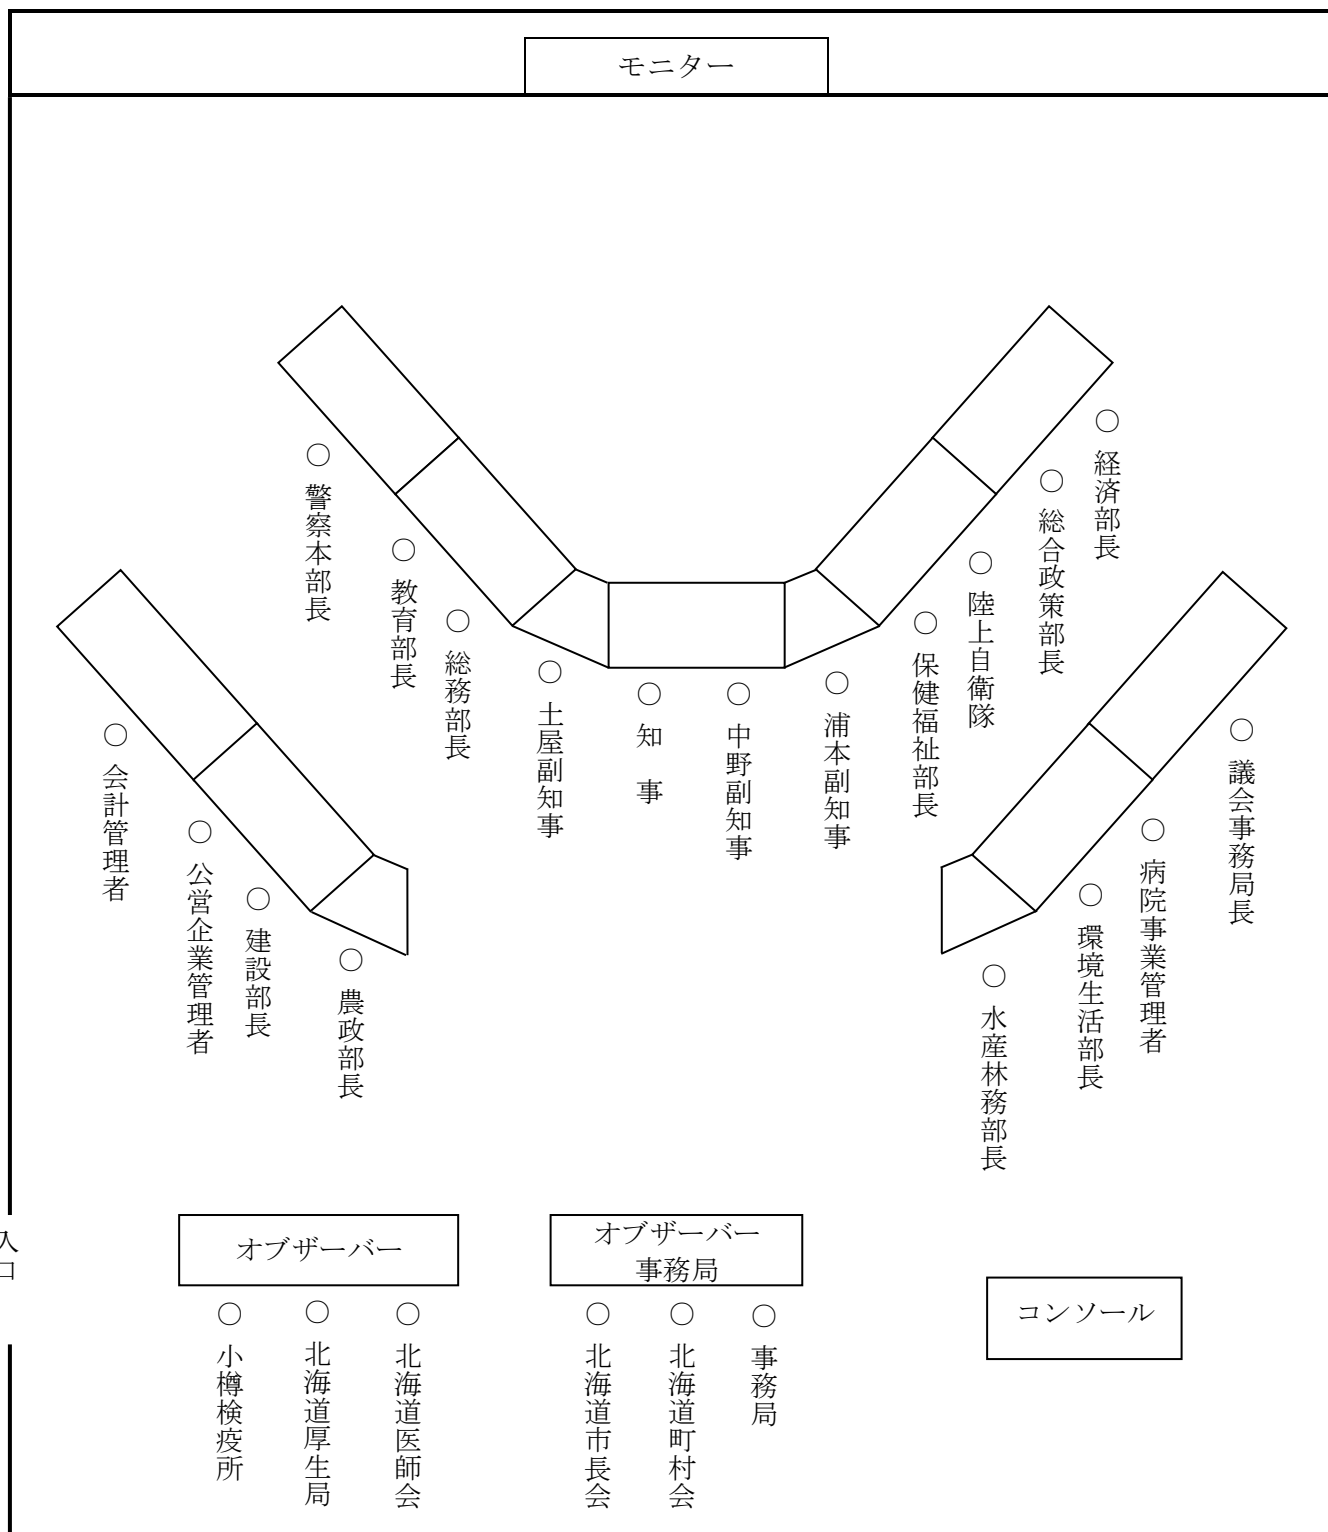 モニター
○ 警察本部長
○ 教育部長
○ 総務部長
○ 土屋副知事
○ 知 事
○ 中野副知事
○ 浦本副知事
○ 保健福祉部長
○ 陸上自衛隊
○ 総合政策部長
○ 経済部長
○ 会計管理者
○ 公営企業管理者
○ 建設部長
○ 農政部長
○ 水産林務部長
○ 環境生活部長
○ 病院事業管理者
○ 議会事務局長
入口
オブザーバー
○ 小樽検疫所
○ 北海道厚生局
○ 北海道医師会
オブザーバー
事務局
○ 北海道市長会
○ 北海道町村会
○ 事務局
コンソール